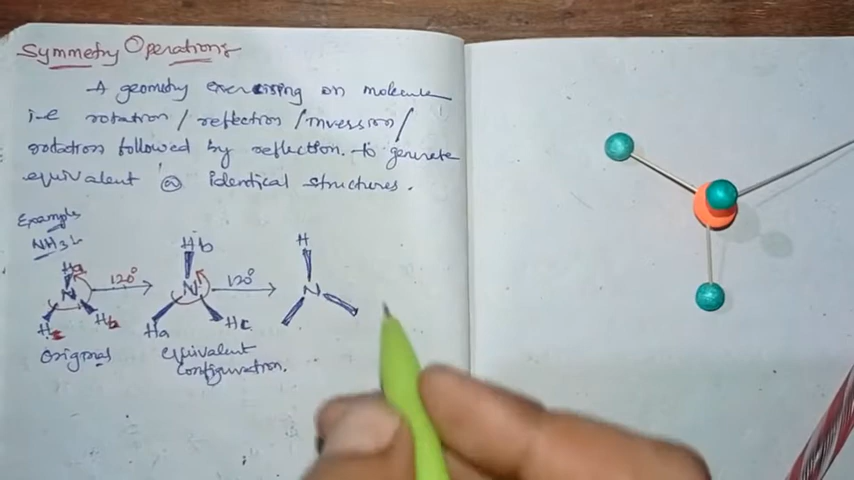 Symmetry Operations
A geometry exercising on molecule
i-e rotation / reflection / inversion /
rotation followed by reflection. to generate
equivalent @ identical structures.
Example
NH3
Ha Hb H
120° 120°
N N N
Hb Ha Hc
Original equivalent
configuration.